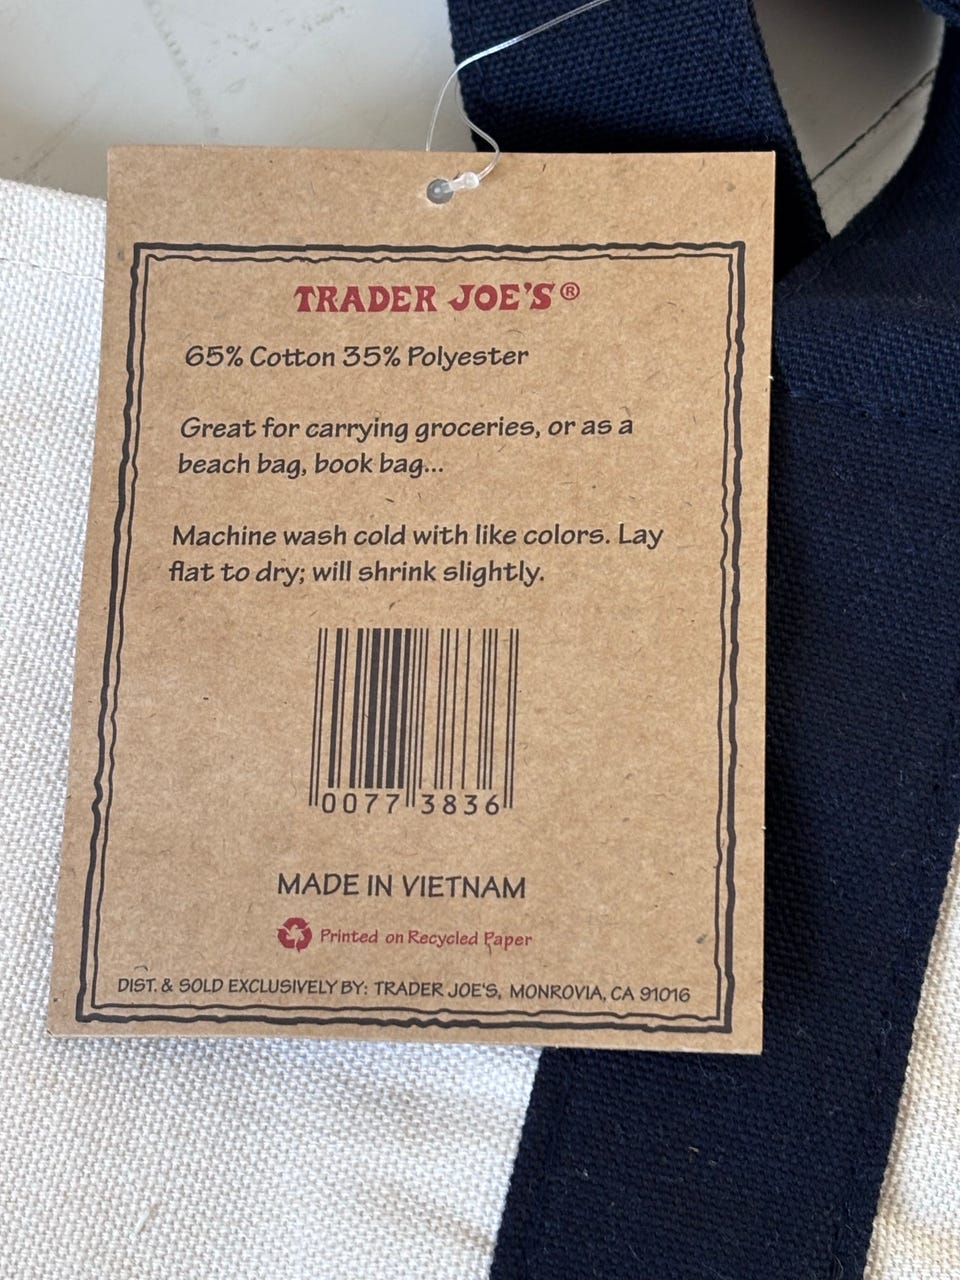 TRADER JOE'S®
65% Cotton 35% Polyester
Great for carrying groceries, or as a
beach bag, book bag...
Machine wash cold with like colors. Lay
flat to dry; will shrink slightly.
0077 3836
MADE IN VIETNAM
Printed on Recycled Paper
DIST. & SOLD EXCLUSIVELY BY: TRADER JOE'S, MONROVIA, CA 91016